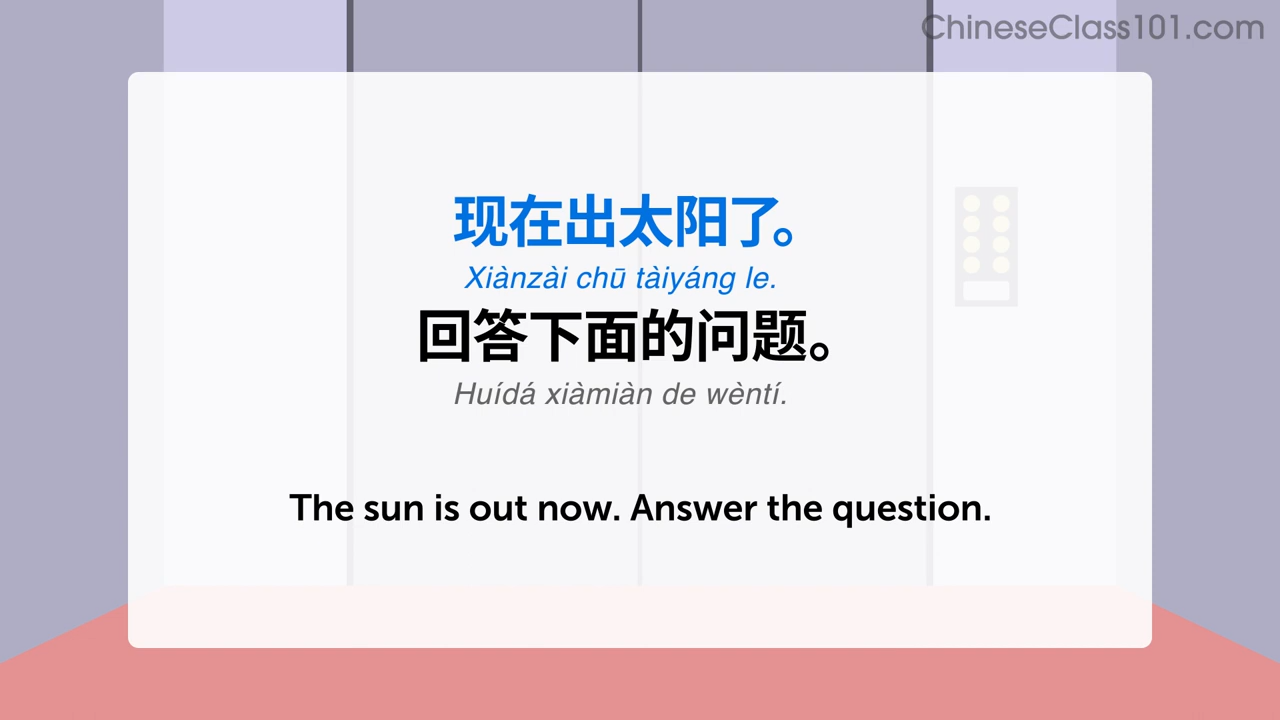 ChineseClass101.com
现在出太阳了。
Xiànzài chū tàiyáng le.
回答下面的问题。
Huídá xiàmiàn de wèntí.
The sun is out now. Answer the question.